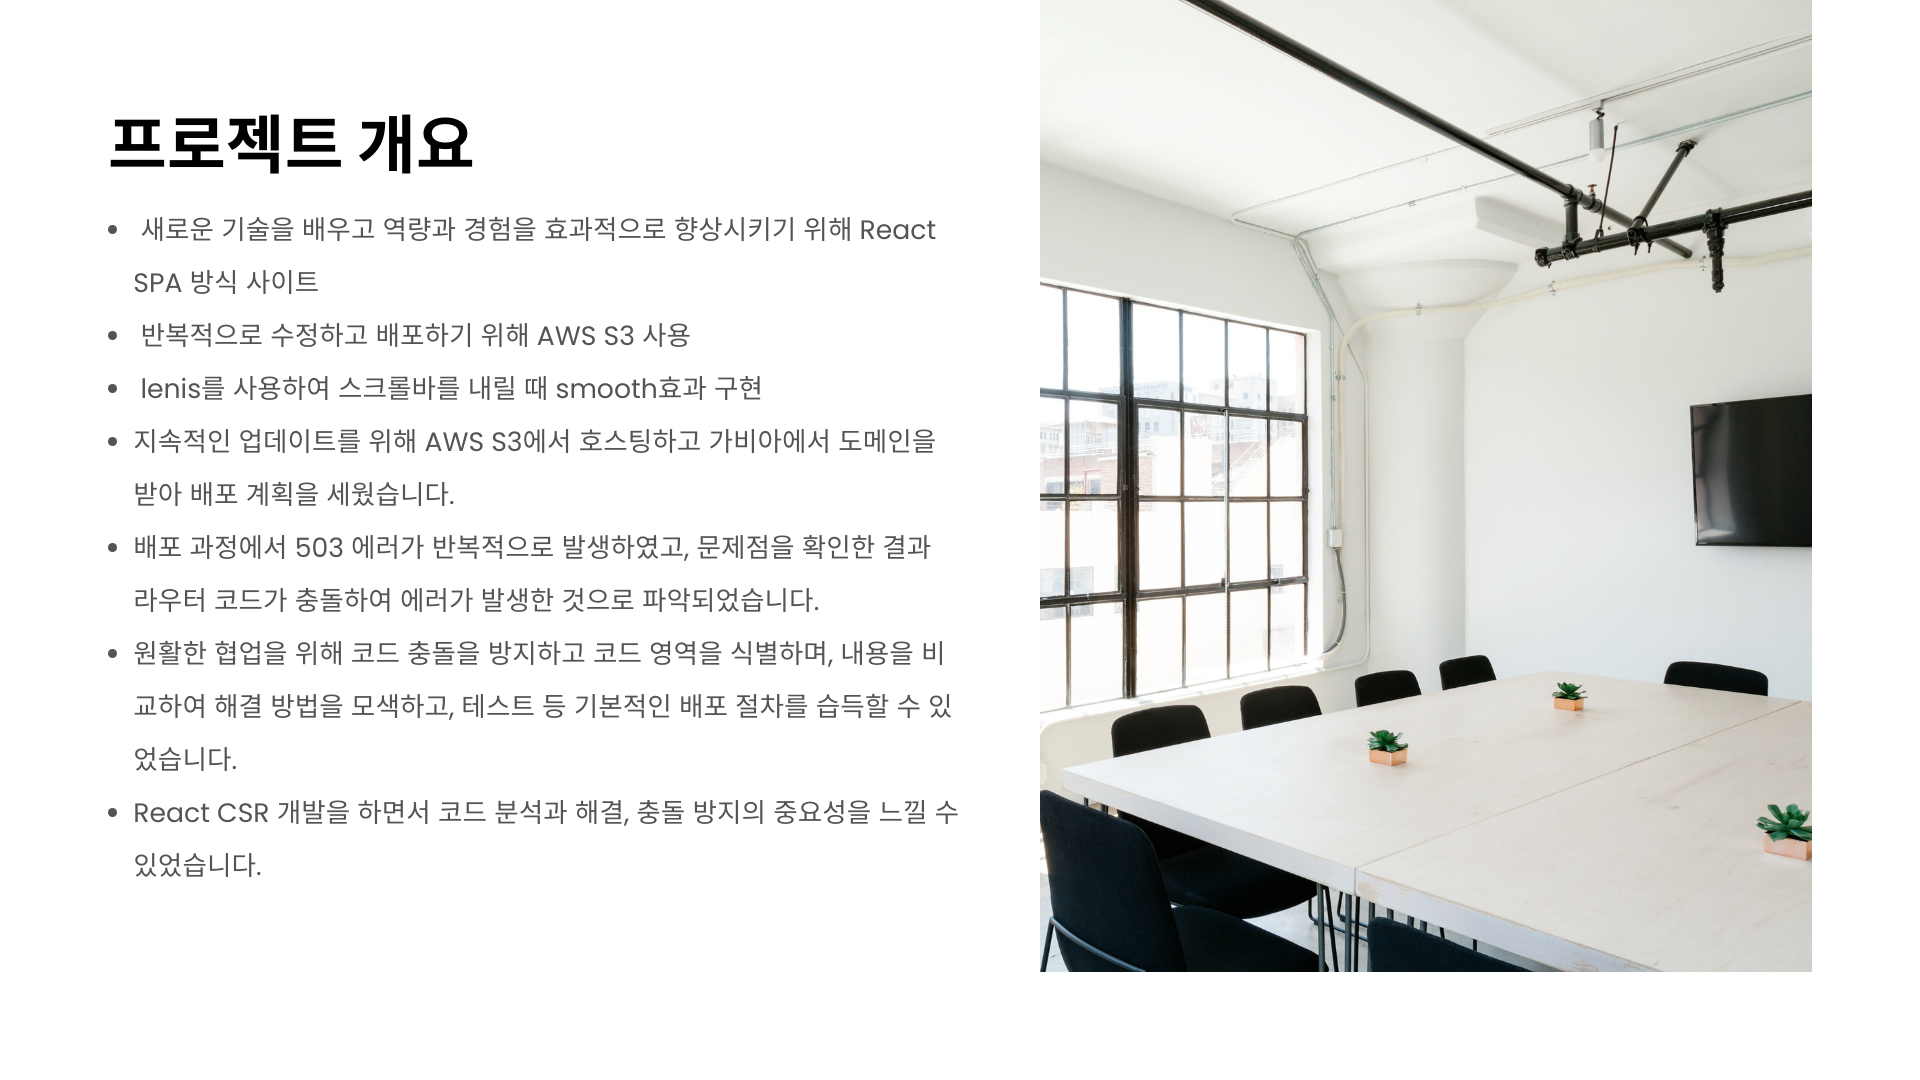 프로젝트 개요
• 새로운 기술을 배우고 역량과 경험을 효과적으로 향상시키기 위해 React
SPA 방식 사이트
• 반복적으로 수정하고 배포하기 위해 AWS S3 사용
• lenis를 사용하여 스크롤바를 내릴 때 smooth효과 구현
• 지속적인 업데이트를 위해 AWS S3에서 호스팅하고 가비아에서 도메인을
받아 배포 계획을 세웠습니다.
• 배포 과정에서 503 에러가 반복적으로 발생하였고, 문제점을 확인한 결과
라우터 코드가 충돌하여 에러가 발생한 것으로 파악되었습니다.
• 원활한 협업을 위해 코드 충돌을 방지하고 코드 영역을 식별하며, 내용을 비
교하여 해결 방법을 모색하고, 테스트 등 기본적인 배포 절차를 습득할 수 있
었습니다.
• React CSR 개발을 하면서 코드 분석과 해결, 충돌 방지의 중요성을 느낄 수
있었습니다.